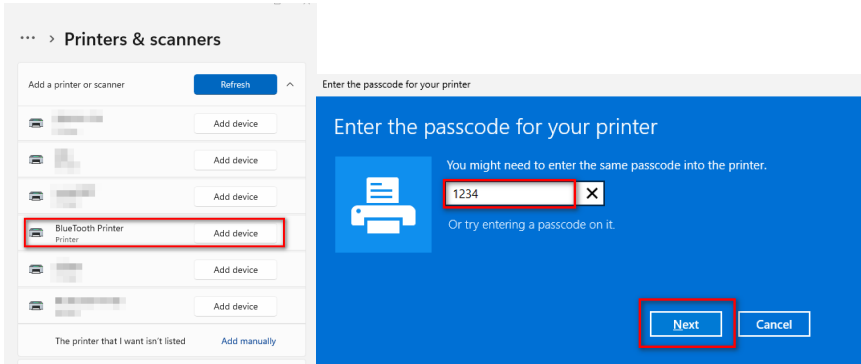 ··· > Printers & scanners
Add a printer or scanner
Refresh
Add device
Add device
Add device
BlueTooth Printer
Printer
Add device
Add device
Add device
The printer that I want isn't listed
Add manually
Enter the passcode for your printer
Enter the passcode for your printer
You might need to enter the same passcode into the printer.
1234
Or try entering a passcode on it.
Next
Cancel